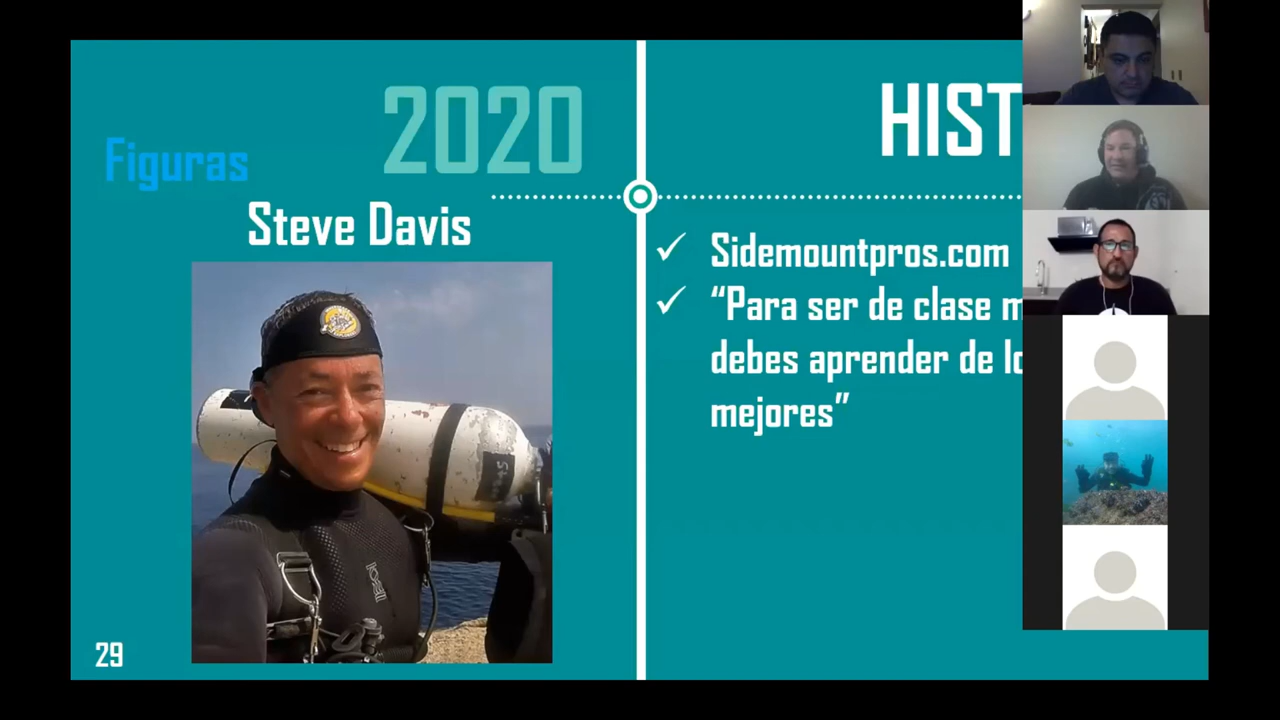 2020
Figuras
Steve Davis
29
HIST
Sidemountpros.com
“Para ser de clase m
debes aprender de lo
mejores”